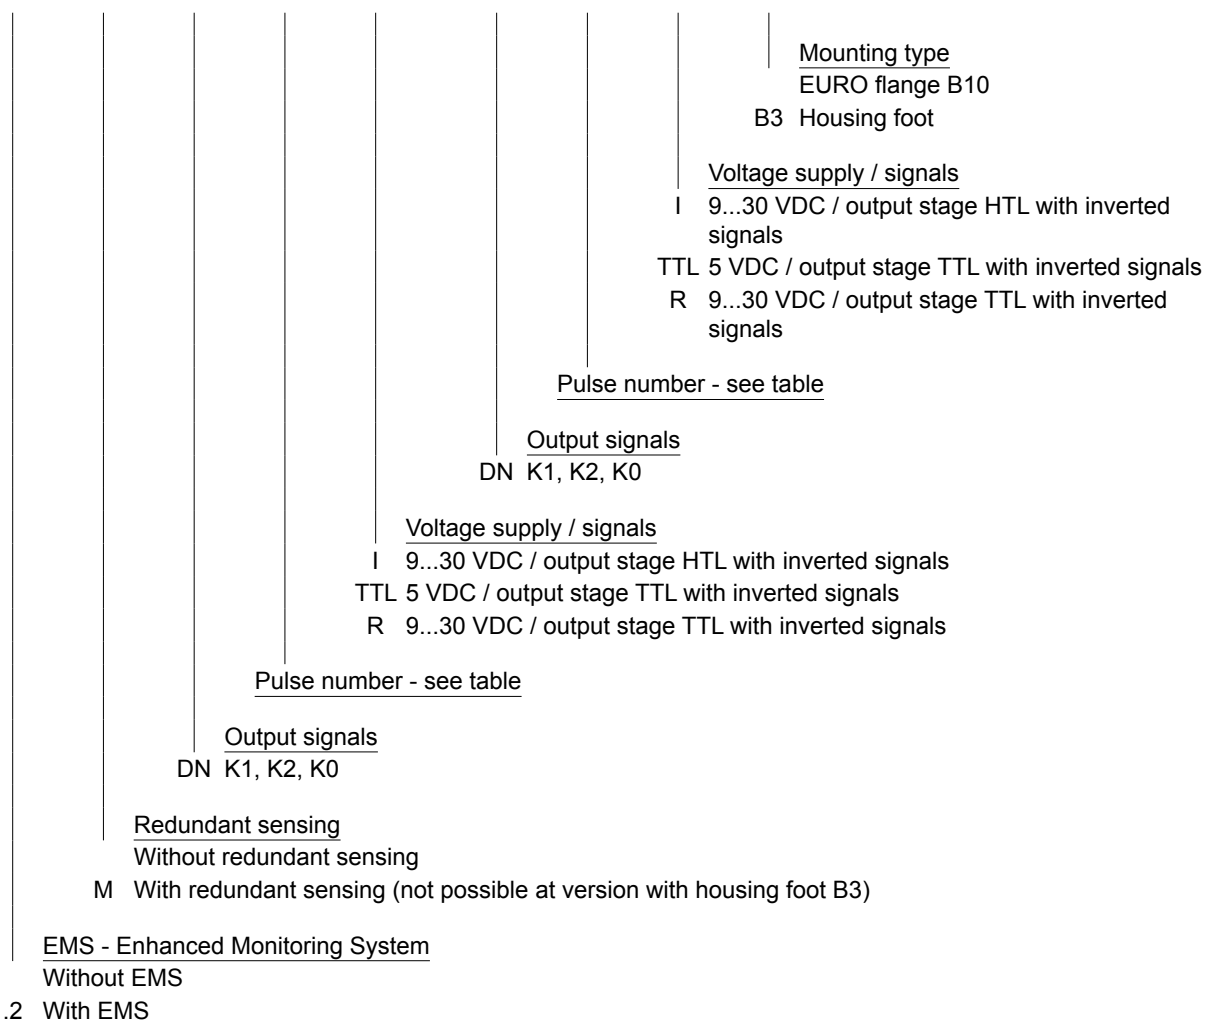 Mounting type
EURO flange B10
B3 Housing foot
Voltage supply / signals
I 9...30 VDC / output stage HTL with inverted
signals
TTL 5 VDC / output stage TTL with inverted signals
R 9...30 VDC / output stage TTL with inverted
signals
Pulse number - see table
Output signals
DN K1, K2, K0
Voltage supply / signals
I 9...30 VDC / output stage HTL with inverted signals
TTL 5 VDC / output stage TTL with inverted signals
R 9...30 VDC / output stage TTL with inverted signals
Pulse number - see table
Output signals
DN K1, K2, K0
Redundant sensing
Without redundant sensing
M With redundant sensing (not possible at version with housing foot B3)
EMS - Enhanced Monitoring System
Without EMS
.2 With EMS